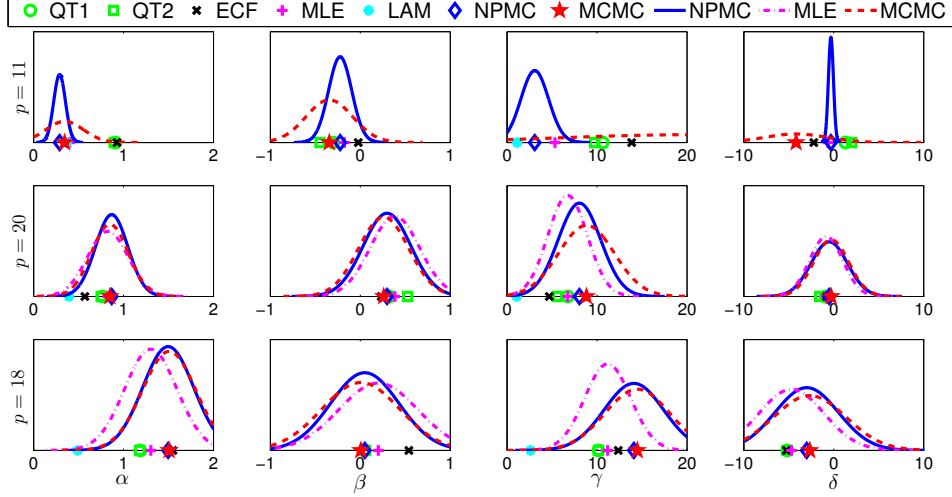 QT1 QT2 ECF MLE LAM NPMC MCMC NPMC MLE MCMC
p = 11
0 1 2 −1 0 1 0 10 20 −10 0 10
p = 20
0 1 2 −1 0 1 0 10 20 −10 0 10
p = 18
0 1 2 −1 0 1 0 10 20 −10 0 10
α β γ δ